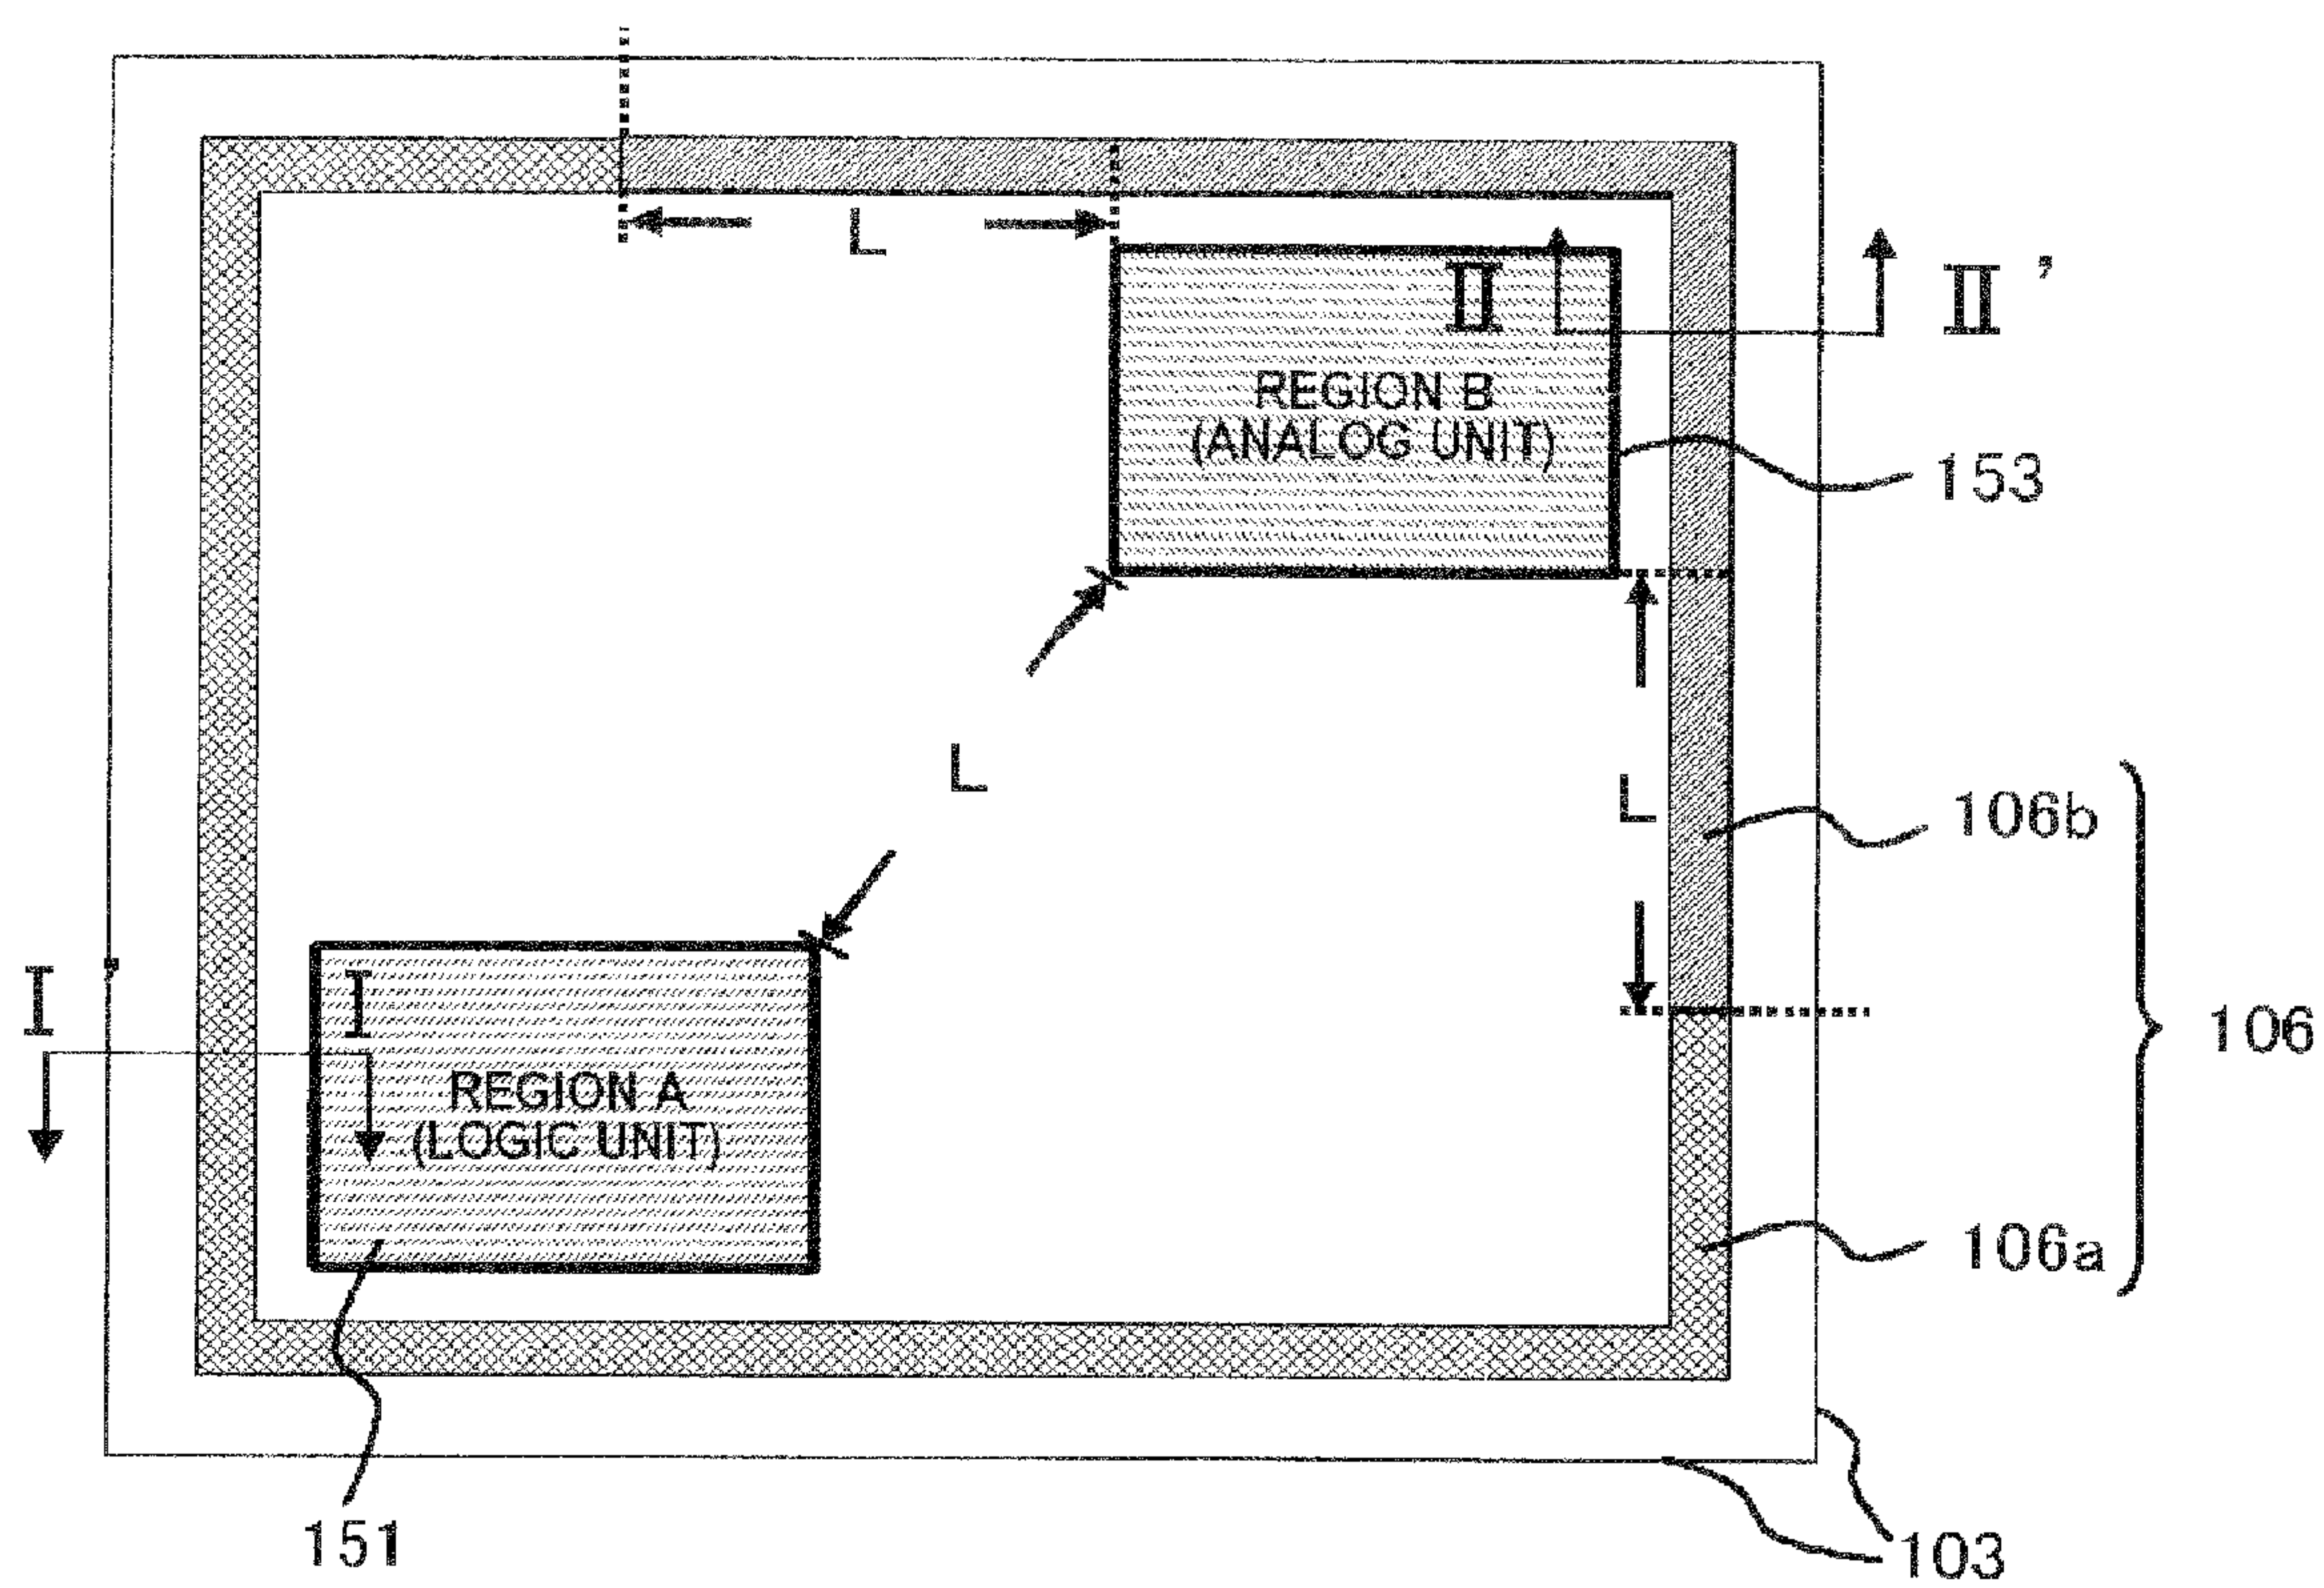 L
II
II'
REGION B
(ANALOG UNIT)
153
L
L
106b
I'
I
106
REGION A
(LOGIC UNIT)
106a
151
103